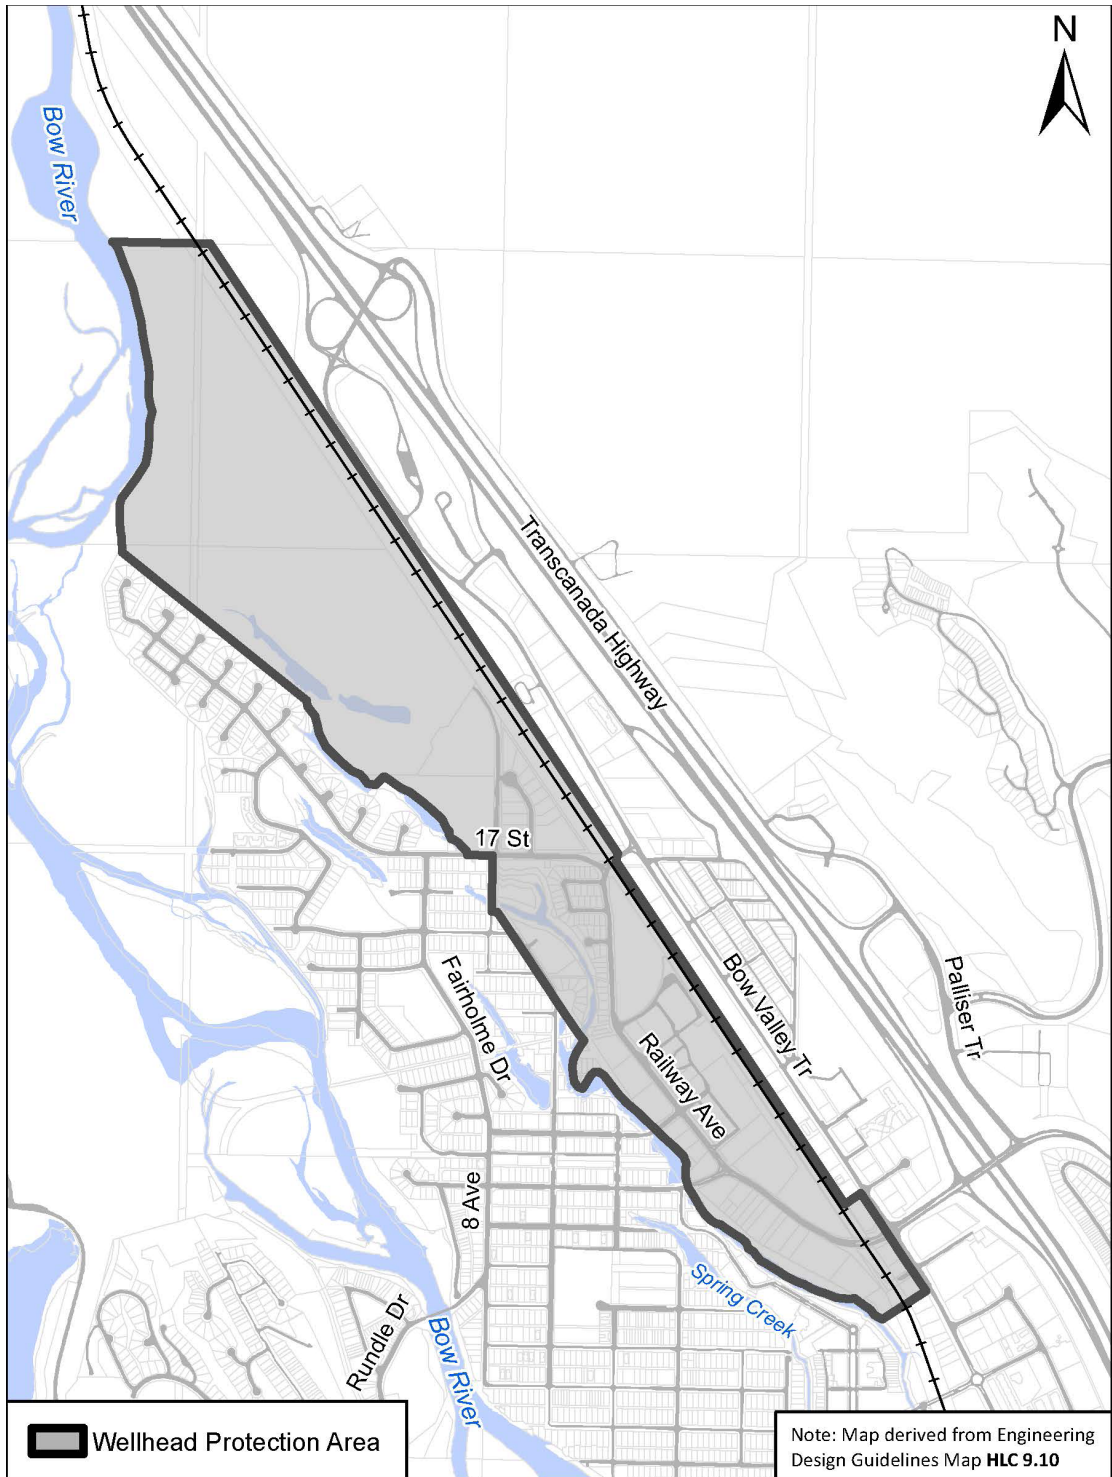 N
Bow River
Transcanada Highway
17 St
Fairholme Dr
Bow Valley Tr
Palliser Tr
Railway Ave
8 Ave
Spring Creek
Rundle Dr
Bow River
Wellhead Protection Area
Note: Map derived from Engineering
Design Guidelines Map HLC 9.10